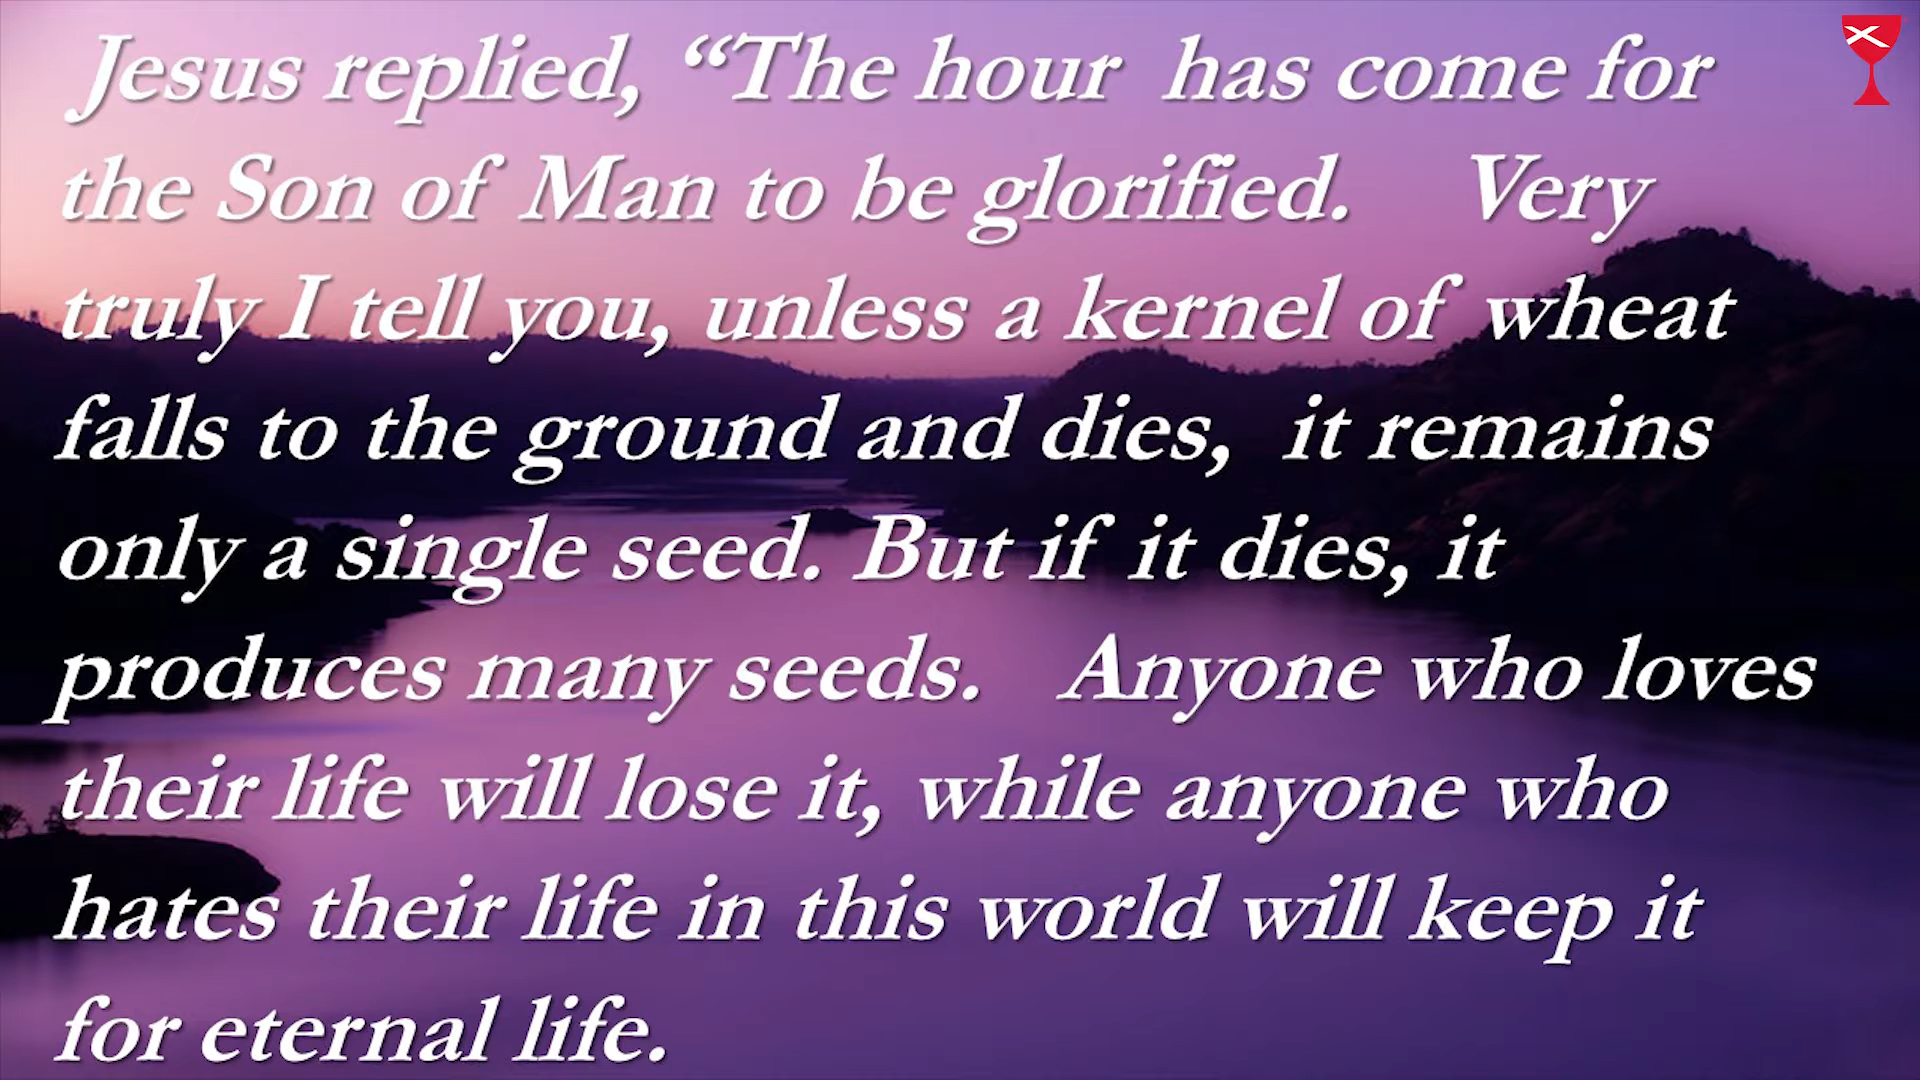 Jesus replied, “The hour has come for
the Son of Man to be glorified. Very
truly I tell you, unless a kernel of wheat
falls to the ground and dies, it remains
only a single seed. But if it dies, it
produces many seeds. Anyone who loves
their life will lose it, while anyone who
hates their life in this world will keep it
for eternal life.